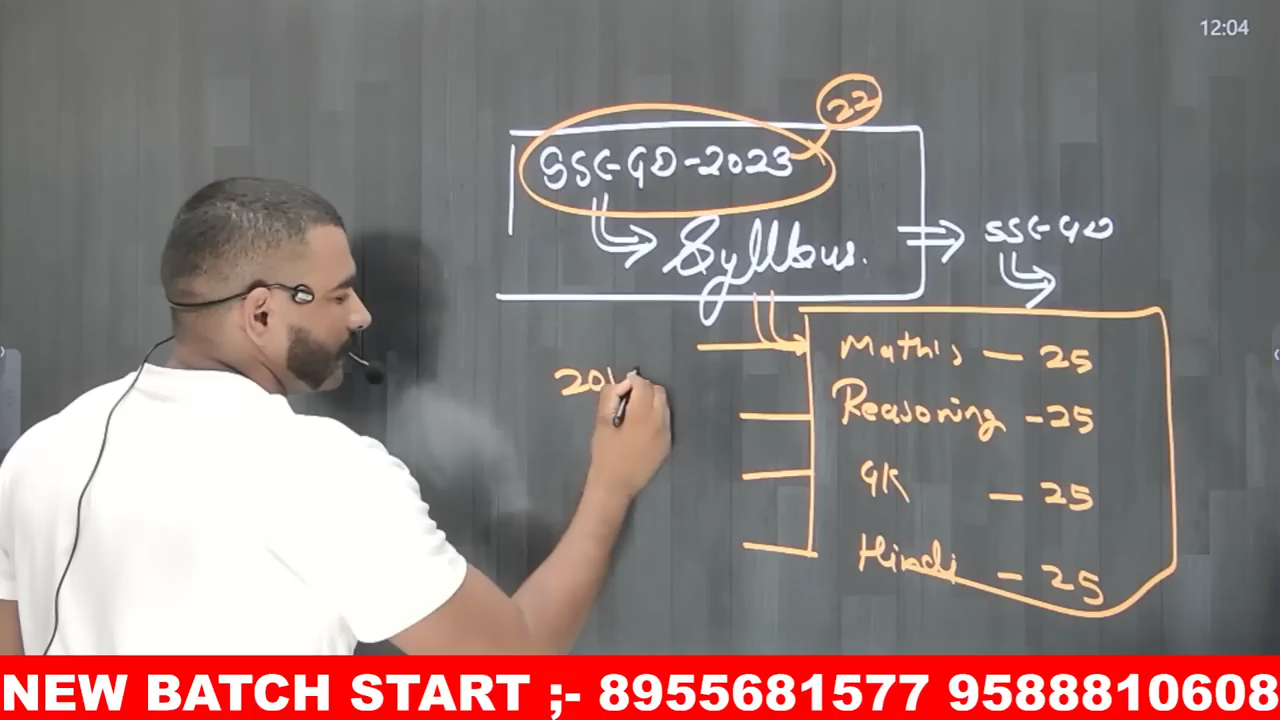 12:04
22
SSC-GD-2023
Syllbus.
SSC-GD
Maths — 25
Reasoning - 25
201
GK — 25
Hindi - 25
NEW BATCH START ;- 8955681577 9588810608